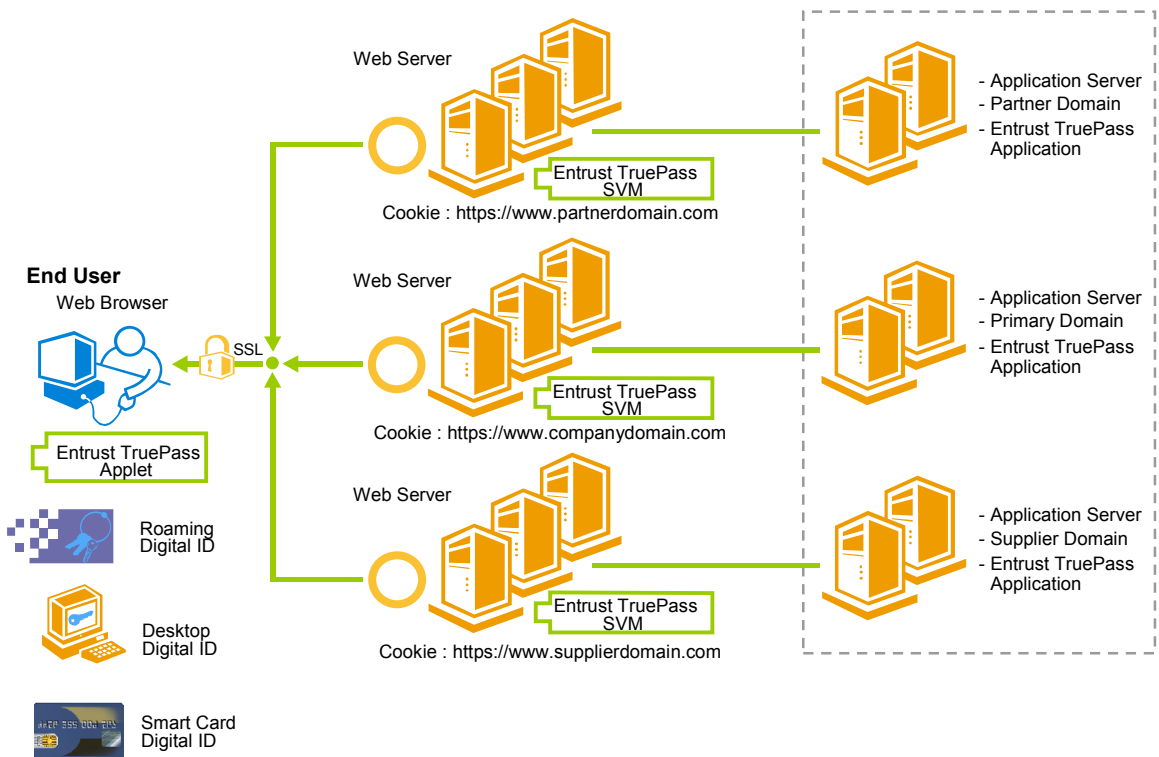 Web Server
Entrust TruePass
SVM
Cookie : https://www.partnerdomain.com
- Application Server
- Partner Domain
- Entrust TruePass
Application
End User
Web Browser
SSL
Entrust TruePass
Applet
Web Server
Entrust TruePass
SVM
Cookie : https://www.companydomain.com
- Application Server
- Primary Domain
- Entrust TruePass
Application
Roaming
Digital ID
Desktop
Digital ID
Smart Card
Digital ID
Web Server
Entrust TruePass
SVM
Cookie : https://www.supplierdomain.com
- Application Server
- Supplier Domain
- Entrust TruePass
Application